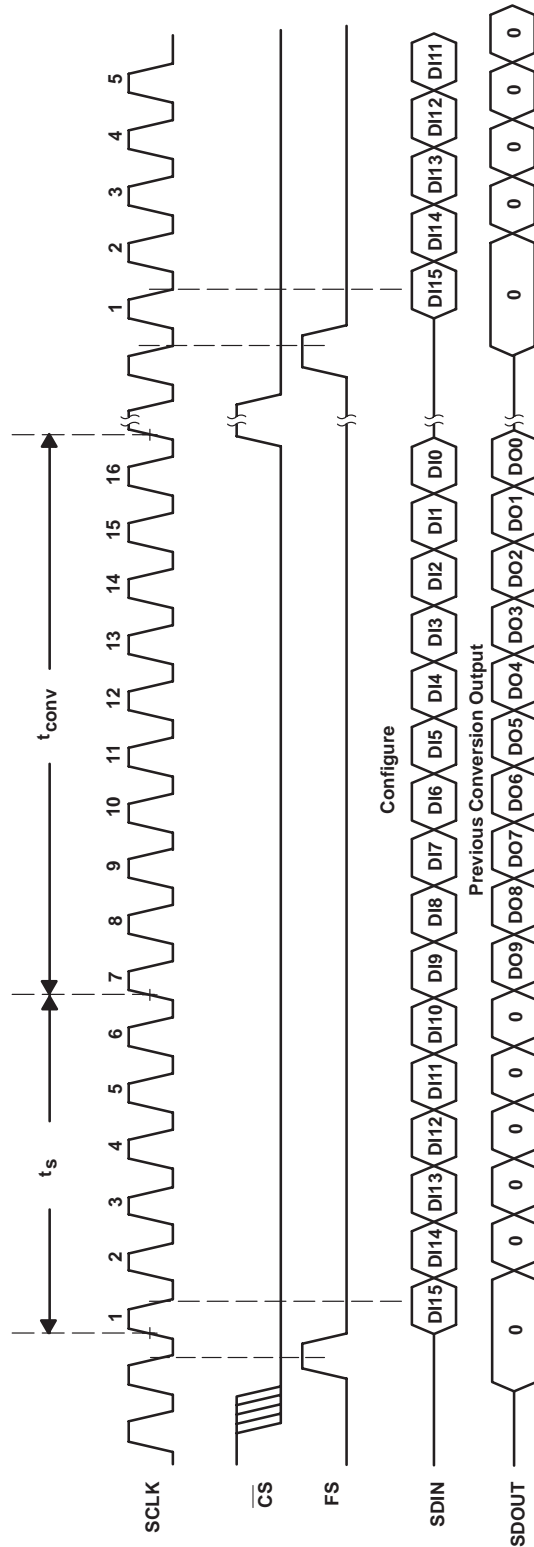 ts
tconv
1 2 3 4 5 6 7 8 9 10 11 12 13 14 15 16 1 2 3 4 5
SCLK
CS
FS
Configure
SDIN DI15 DI14 DI13 DI12 DI11 DI10 DI9 DI8 DI7 DI6 DI5 DI4 DI3 DI2 DI1 DI0 DI15 DI14 DI13 DI12 DI11
Previous Conversion Output
SDOUT 0 0 0 0 0 0 DO9 DO8 DO7 DO6 DO5 DO4 DO3 DO2 DO1 DO0 0 0 0 0 0